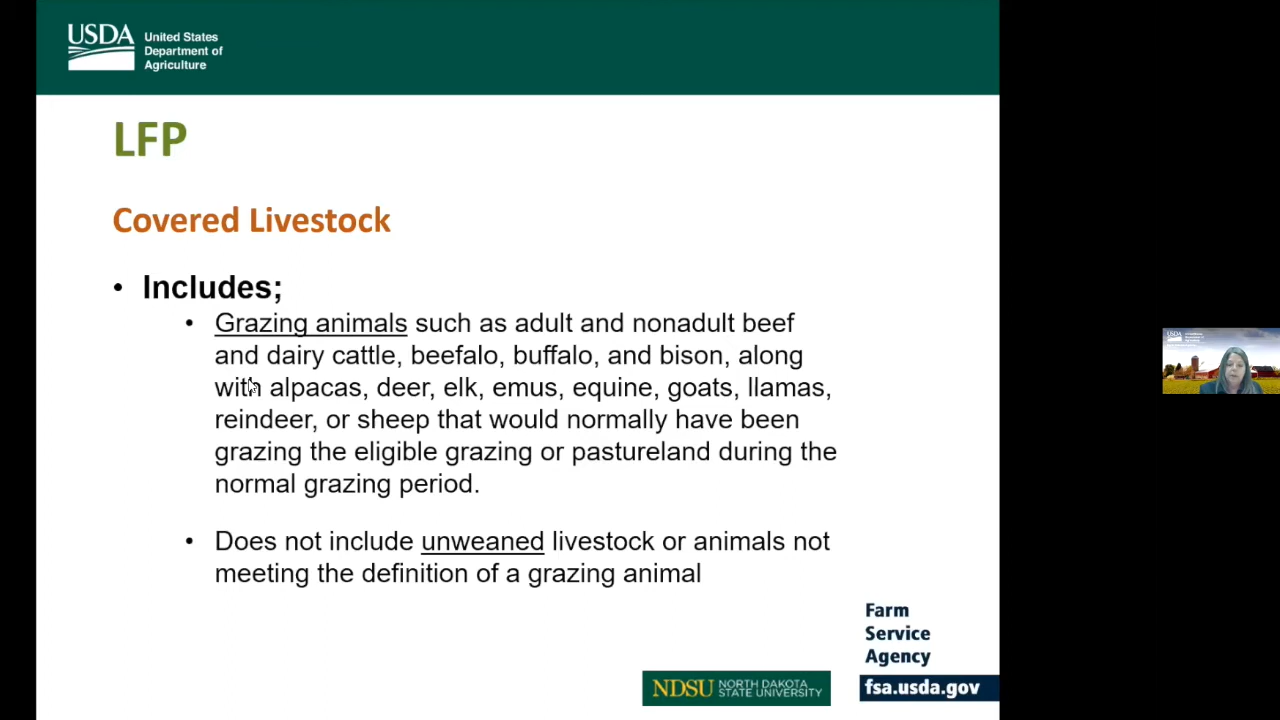 USDA
United States
Department of
Agriculture
LFP
Covered Livestock
• Includes;
• Grazing animals such as adult and nonadult beef
and dairy cattle, beefalo, buffalo, and bison, along
with alpacas, deer, elk, emus, equine, goats, llamas,
reindeer, or sheep that would normally have been
grazing the eligible grazing or pastureland during the
normal grazing period.
• Does not include unweaned livestock or animals not
meeting the definition of a grazing animal
Farm
Service
Agency
fsa.usda.gov
NDSU NORTH DAKOTA
STATE UNIVERSITY